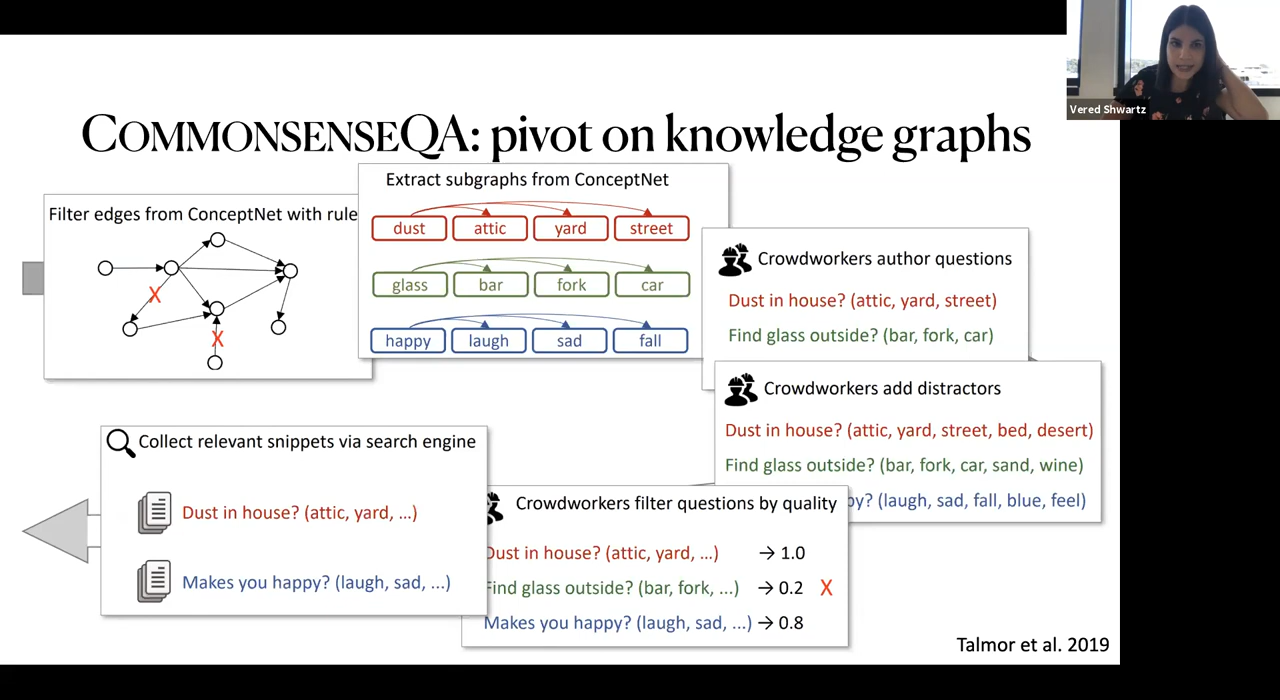 Vered Shwartz
COMMONSENSEQA: pivot on knowledge graphs
Filter edges from ConceptNet with rule
X
X
Extract subgraphs from ConceptNet
dust attic yard street
glass bar fork car
happy laugh sad fall
Crowdworkers author questions
Dust in house? (attic, yard, street)
Find glass outside? (bar, fork, car)
Crowdworkers add distractors
Dust in house? (attic, yard, street, bed, desert)
Find glass outside? (bar, fork, car, sand, wine)
py? (laugh, sad, fall, blue, feel)
Crowdworkers filter questions by quality
Dust in house? (attic, yard, ...) → 1.0
Find glass outside? (bar, fork, ...) → 0.2 X
Makes you happy? (laugh, sad, ...) → 0.8
Collect relevant snippets via search engine
Dust in house? (attic, yard, ...)
Makes you happy? (laugh, sad, ...)
Talmor et al. 2019